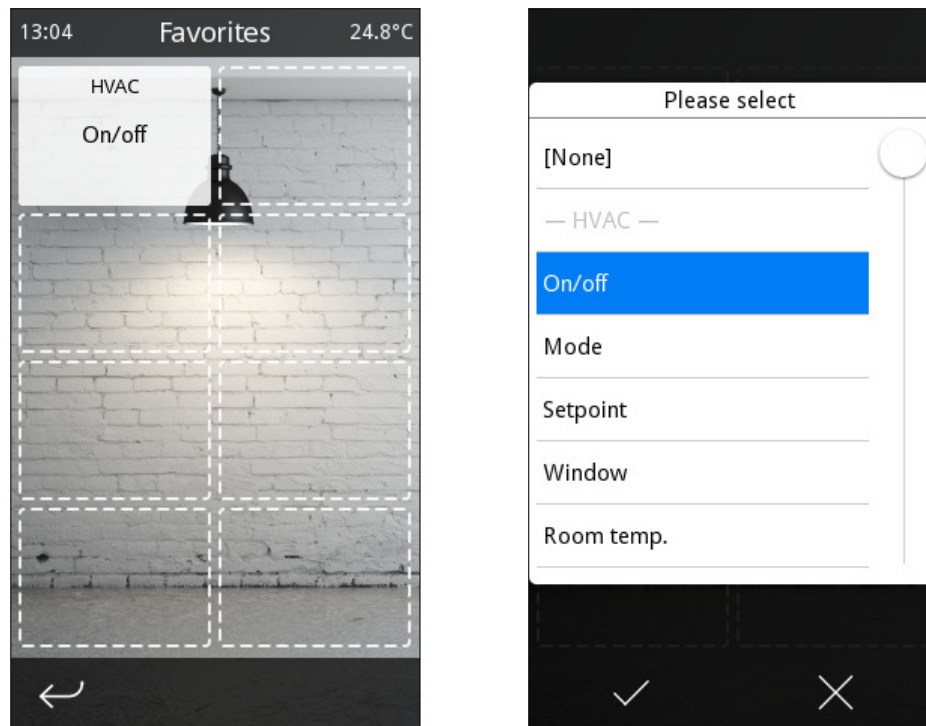 13:04 Favorites 24.8°C
HVAC
On/off
Please select
[None]
— HVAC —
On/off
Mode
Setpoint
Window
Room temp.